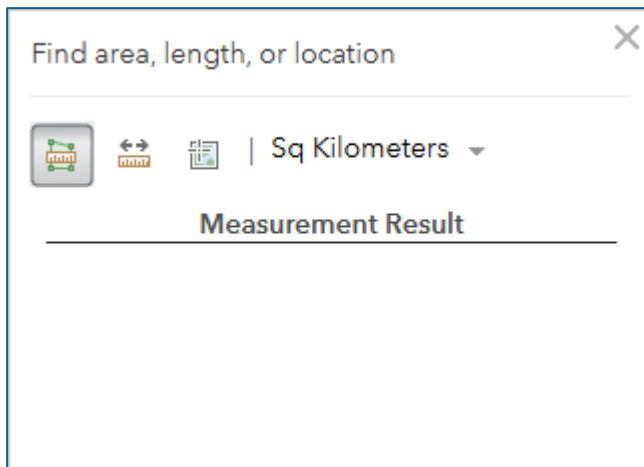 Find area, length, or location
| Sq Kilometers
Measurement Result